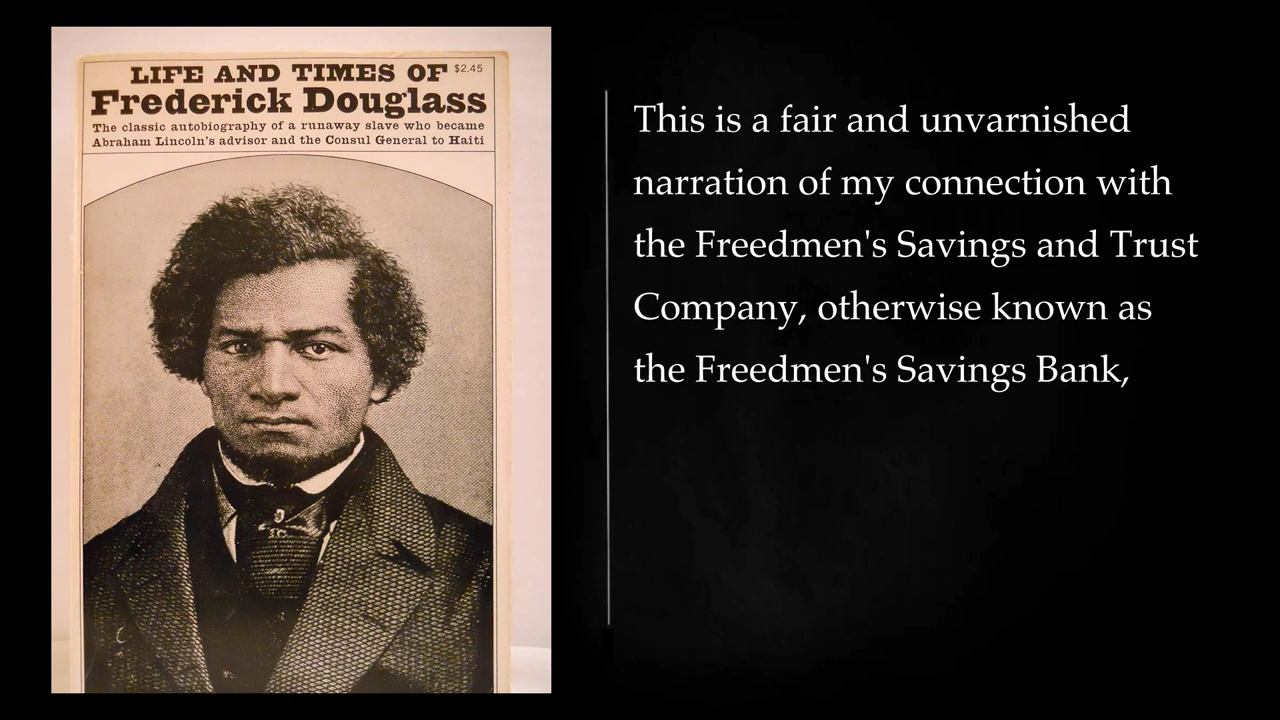 LIFE AND TIMES OF $2.45
Frederick Douglass
The classic autobiography of a runaway slave who became
Abraham Lincoln's advisor and the Consul General to Haiti
This is a fair and unvarnished
narration of my connection with
the Freedmen's Savings and Trust
Company, otherwise known as
the Freedmen's Savings Bank,